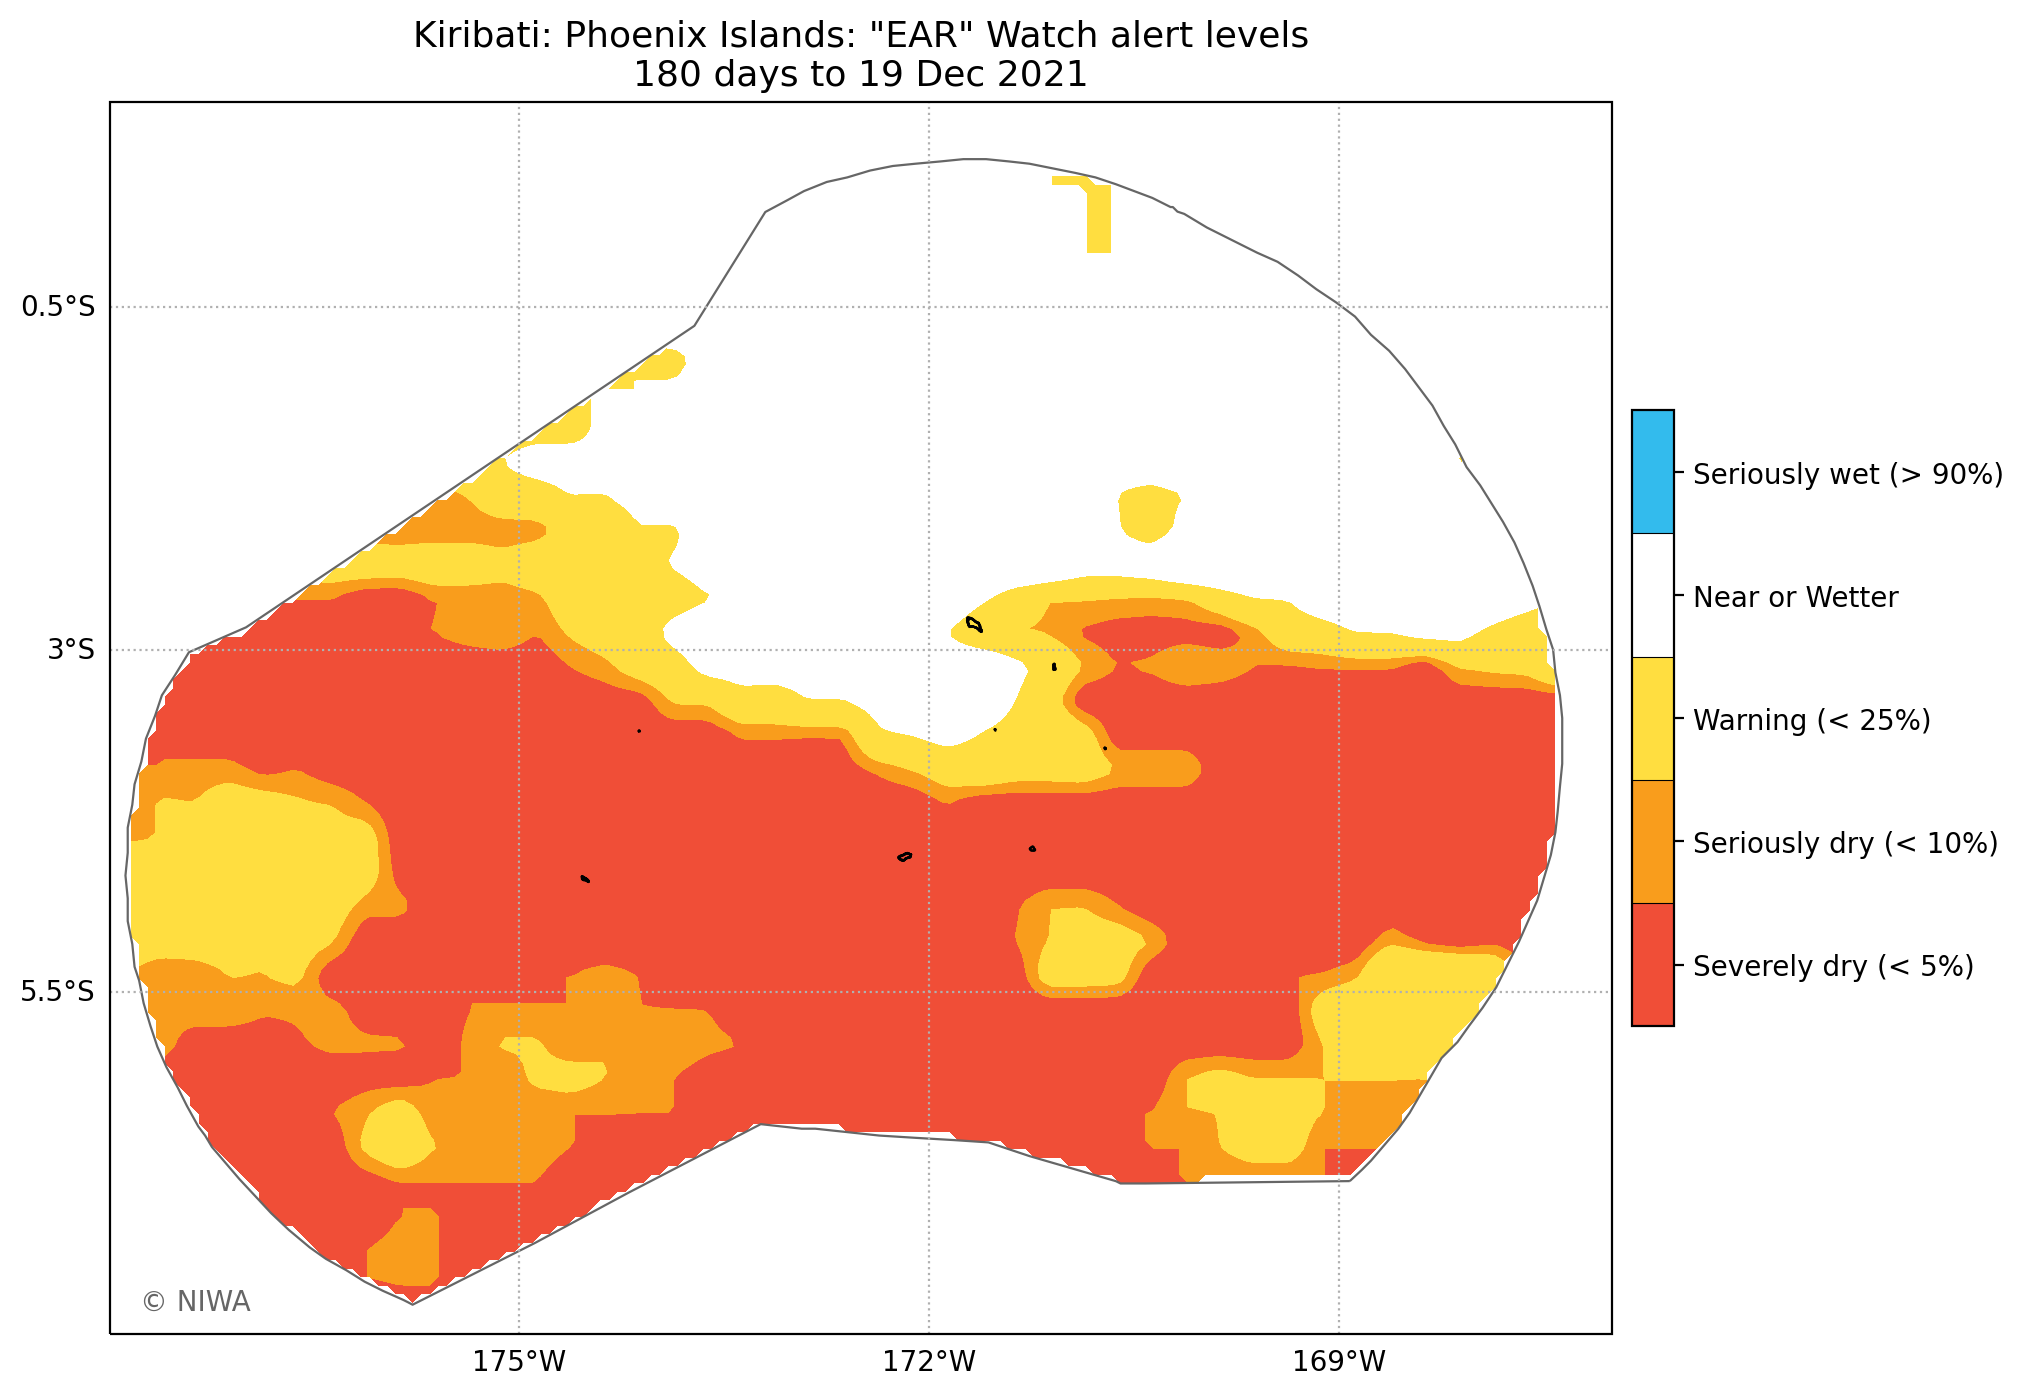 Kiribati: Phoenix Islands: "EAR" Watch alert levels
180 days to 19 Dec 2021
0.5°S
3°S
5.5°S
175°W
172°W
169°W
Seriously wet (> 90%)
Near or Wetter
Warning (< 25%)
Seriously dry (< 10%)
Severely dry (< 5%)
© NIWA